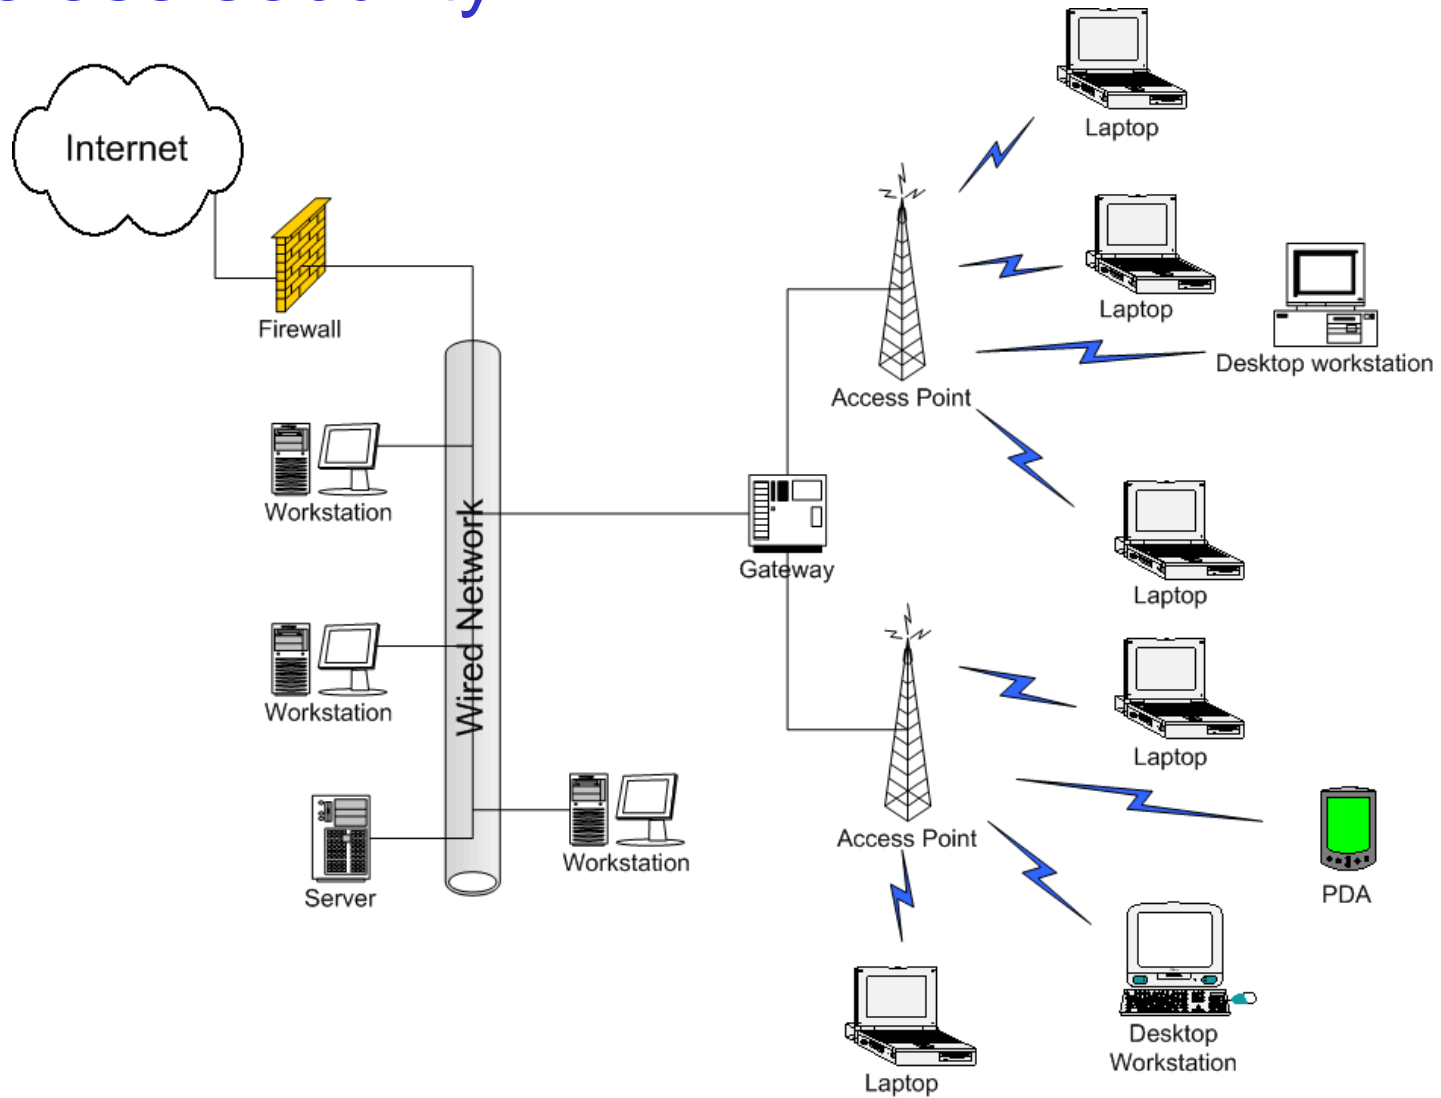 Security
Internet
Firewall
Workstation
Workstation
Server
Wired Network
Workstation
Gateway
Access Point
Access Point
Laptop
Laptop
Desktop workstation
Laptop
Laptop
PDA
Desktop
Workstation
Laptop